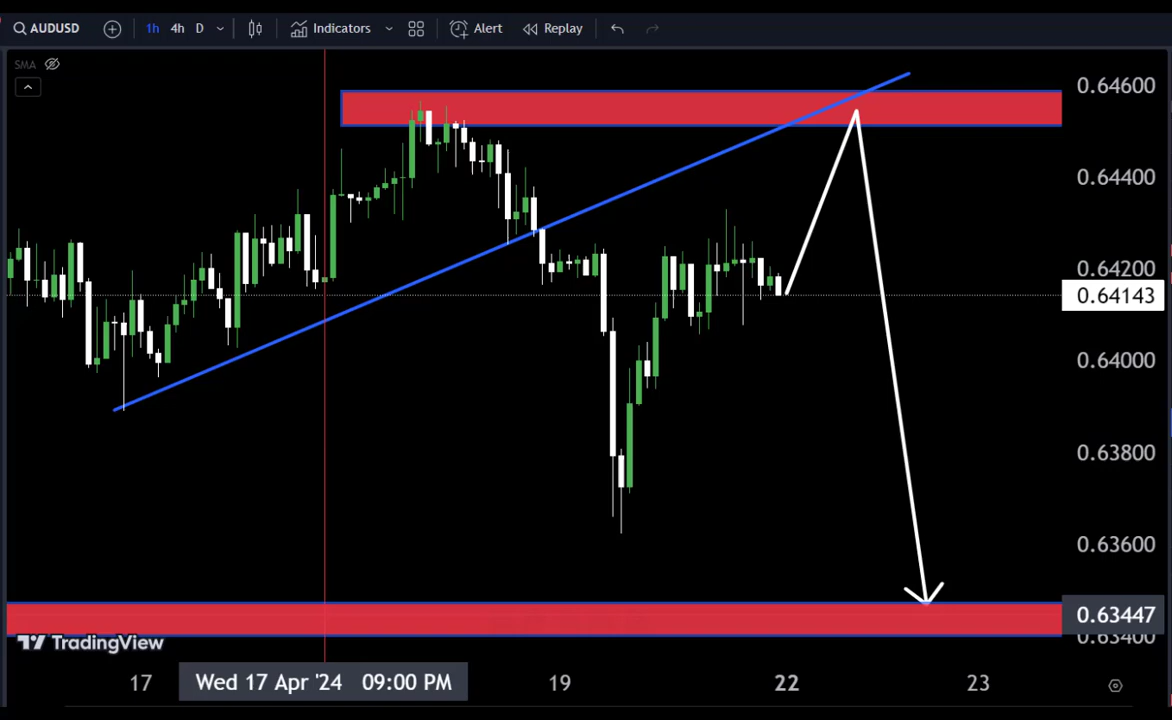 AUDUSD 1h 4h D Indicators Alert Replay
SMA
0.64600
0.64400
0.64200
0.64143
0.64000
0.63800
0.63600
0.63447
0.63400
TradingView
17 Wed 17 Apr '24 09:00 PM 19 22 23